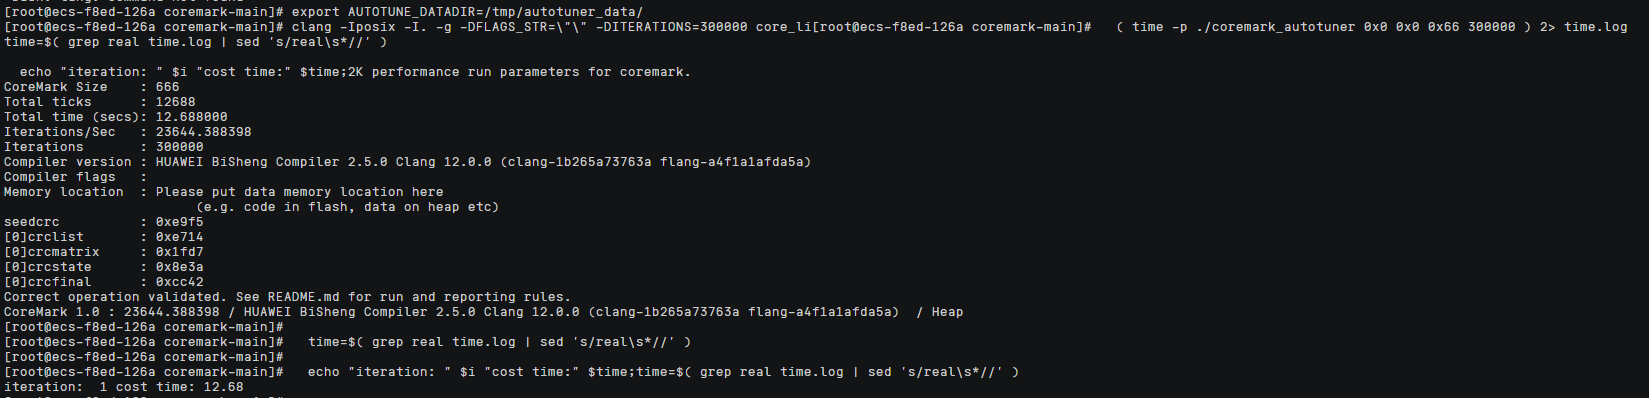 [root@ecs-f8ed-126a coremark-main]# export AUTOTUNE_DATADIR=/tmp/autotuner_data/
[root@ecs-f8ed-126a coremark-main]# clang -Iposix -I. -g -DFLAGS_STR=\"\" -DITERATIONS=300000 core_li[root@ecs-f8ed-126a coremark-main]#   ( time -p ./coremark_autotuner 0x0 0x0 0x66 300000 ) 2> time.log
time=$( grep real time.log | sed 's/real\s*//' )
  echo "iteration: " $i "cost time:" $time;2K performance run parameters for coremark.
CoreMark Size    : 666
Total ticks      : 12688
Total time (secs): 12.688000
Iterations/Sec   : 23644.388398
Iterations       : 300000
Compiler version : HUAWEI BiSheng Compiler 2.5.0 Clang 12.0.0 (clang-1b265a73763a flang-a4f1a1afda5a)
Compiler flags   :
Memory location  : Please put data memory location here
                        (e.g. code in flash, data on heap etc)
seedcrc          : 0xe9f5
[0]crclist       : 0xe714
[0]crcmatrix     : 0x1fd7
[0]crcstate      : 0x8e3a
[0]crcfinal      : 0xcc42
Correct operation validated. See README.md for run and reporting rules.
CoreMark 1.0 : 23644.388398 / HUAWEI BiSheng Compiler 2.5.0 Clang 12.0.0 (clang-1b265a73763a flang-a4f1a1afda5a)  / Heap
[root@ecs-f8ed-126a coremark-main]#
[root@ecs-f8ed-126a coremark-main]#   time=$( grep real time.log | sed 's/real\s*//' )
[root@ecs-f8ed-126a coremark-main]#
[root@ecs-f8ed-126a coremark-main]#   echo "iteration: " $i "cost time:" $time;time=$( grep real time.log | sed 's/real\s*//' )
iteration:  1 cost time: 12.68